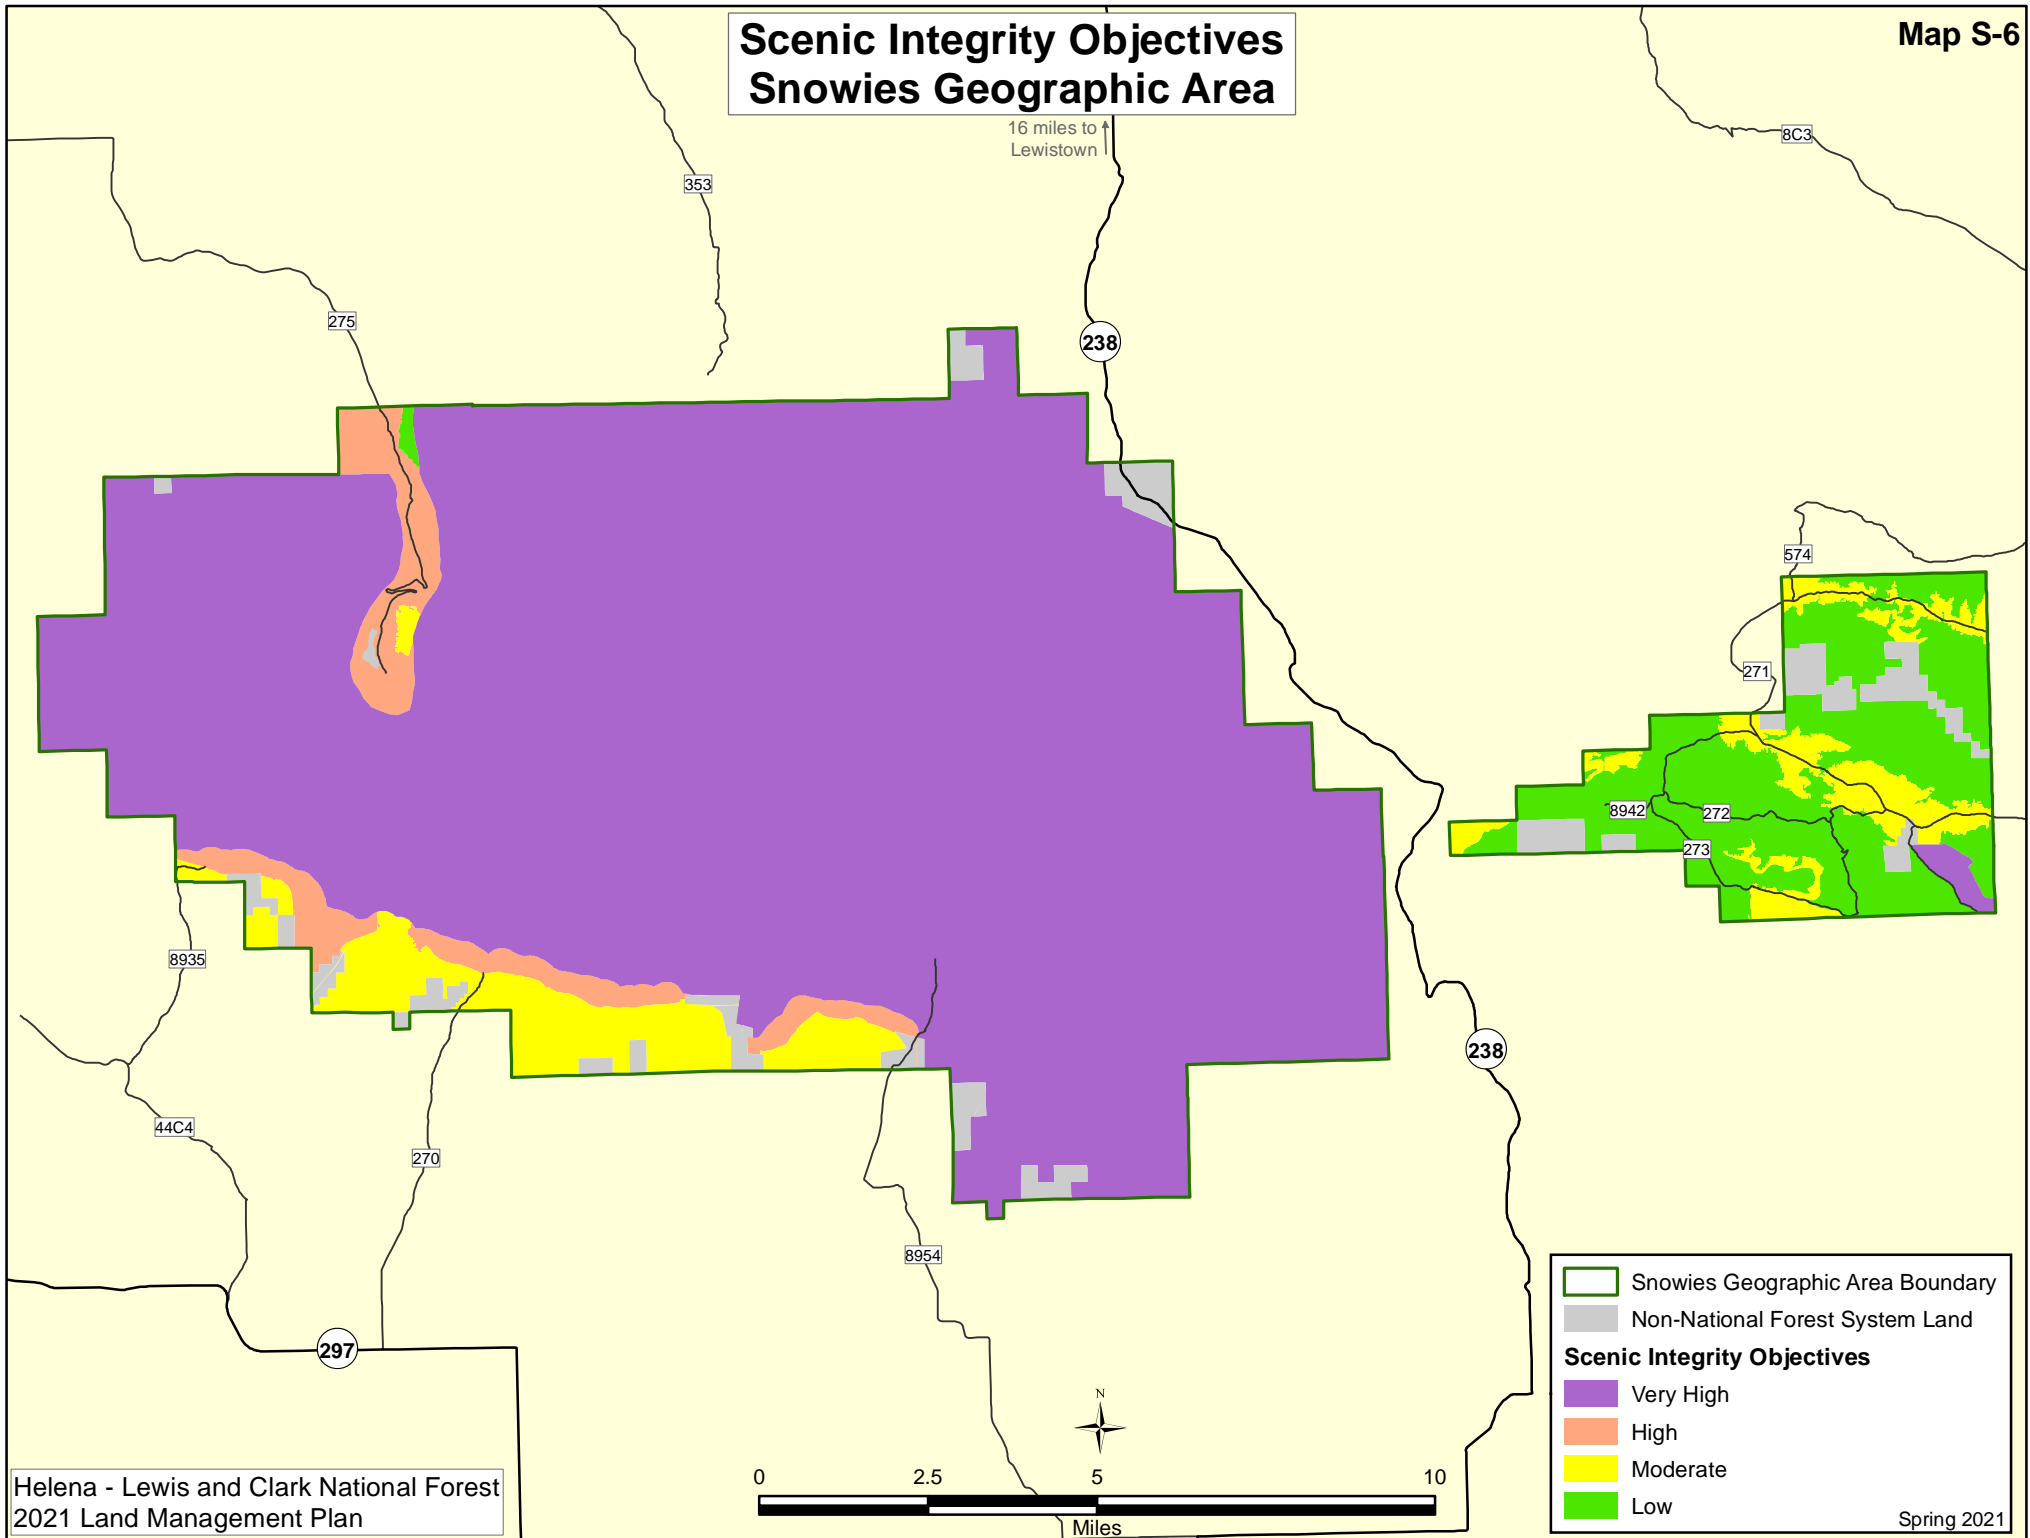 Scenic Integrity Objectives
Snowies Geographic Area
Map S-6
16 miles to
Lewistown
8C3
353
275
238
574
271
8942
272
273
8935
238
44C4
270
8954
297
Snowies Geographic Area Boundary
Non-National Forest System Land
Scenic Integrity Objectives
Very High
High
Moderate
Low
Spring 2021
N
0 2.5 5 10
Miles
Helena - Lewis and Clark National Forest
2021 Land Management Plan